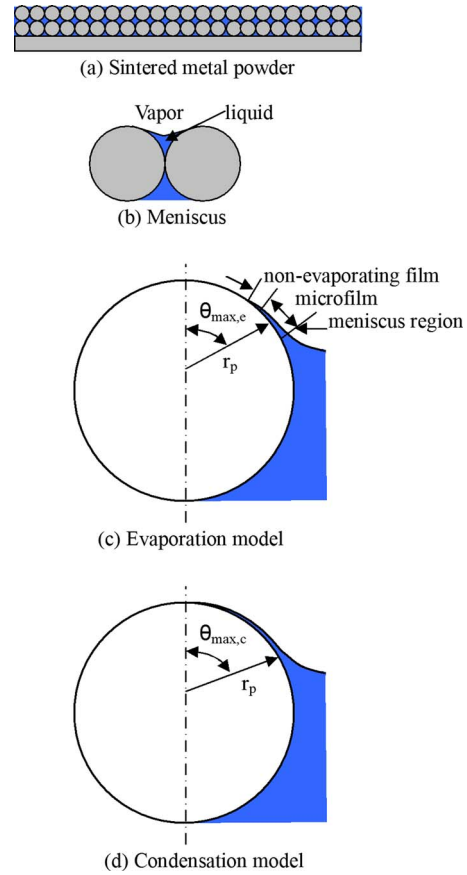 (a) Sintered metal powder
Vapor
liquid
(b) Meniscus
non-evaporating film
microfilm
meniscus region
θmax,e
rp
(c) Evaporation model
θmax,c
rp
(d) Condensation model